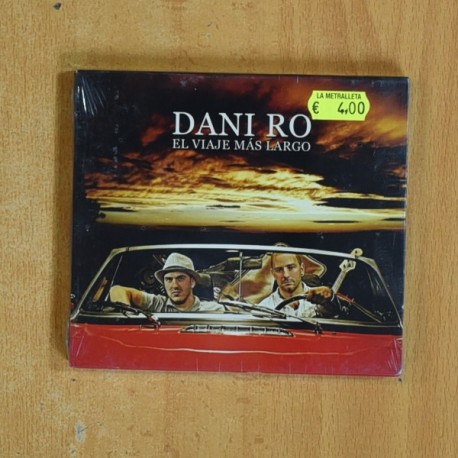 LA METRALLETA
€ 4,00
DANI RO
EL VIAJE MÁS LARGO